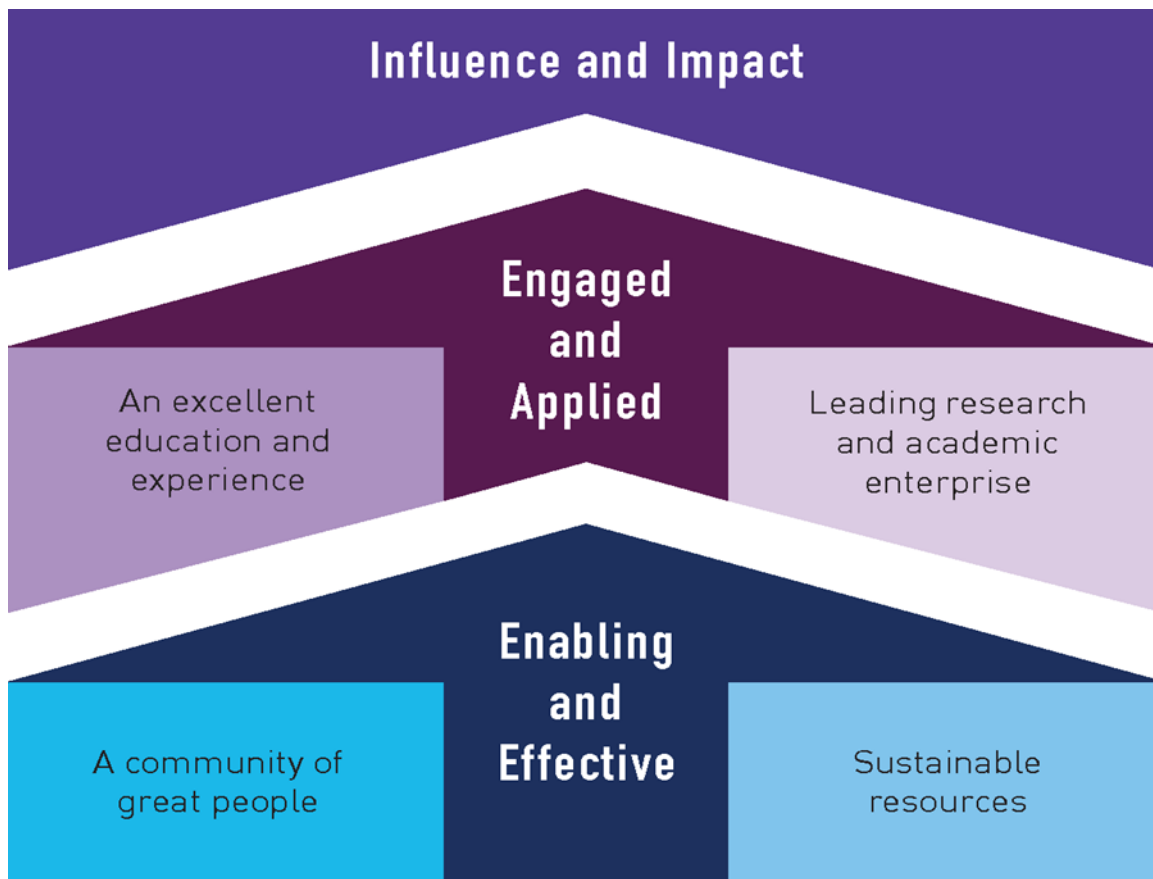 Influence and Impact
Engaged
and
Applied
An excellent
education and
experience
Leading research
and academic
enterprise
Enabling
and
Effective
A community of
great people
Sustainable
resources